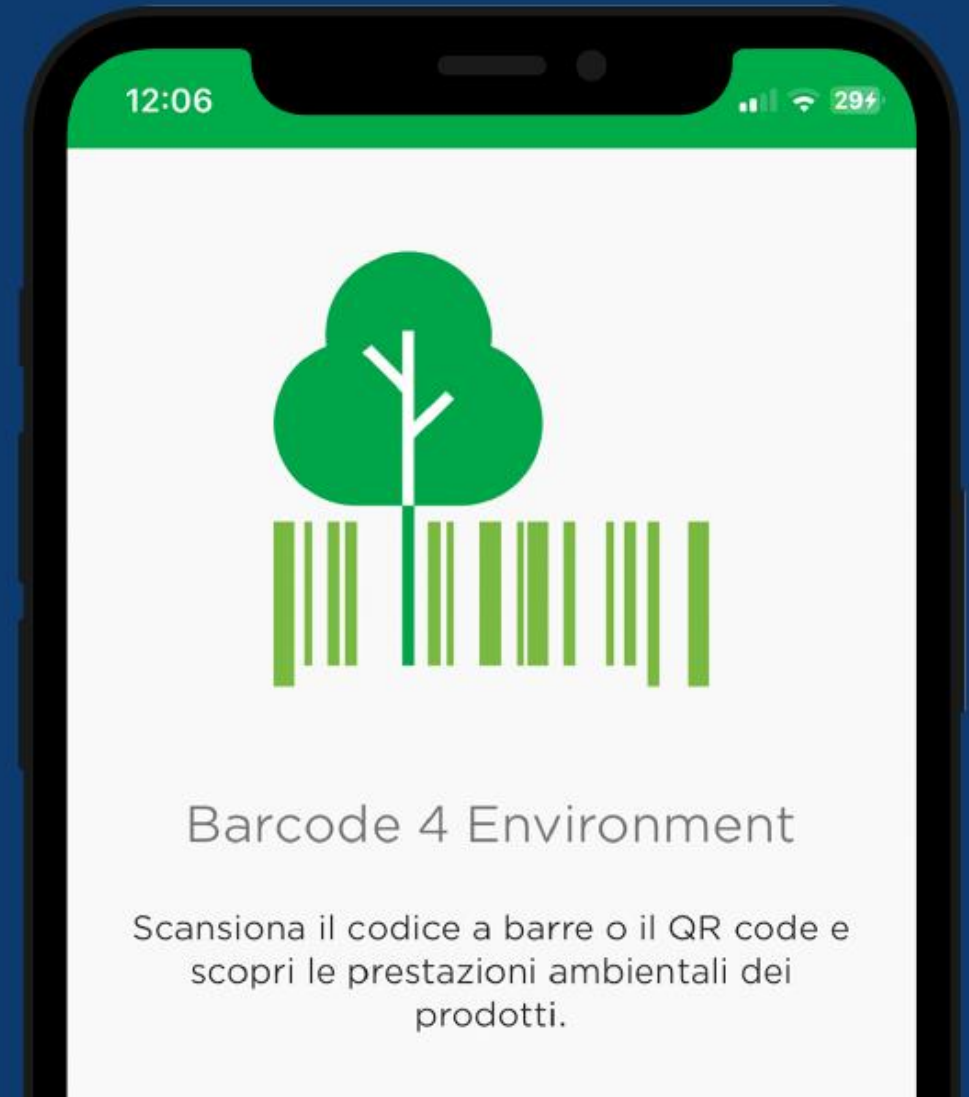 12:06
29
Barcode 4 Environment
Scansiona il codice a barre o il QR code e
scopri le prestazioni ambientali dei
prodotti.